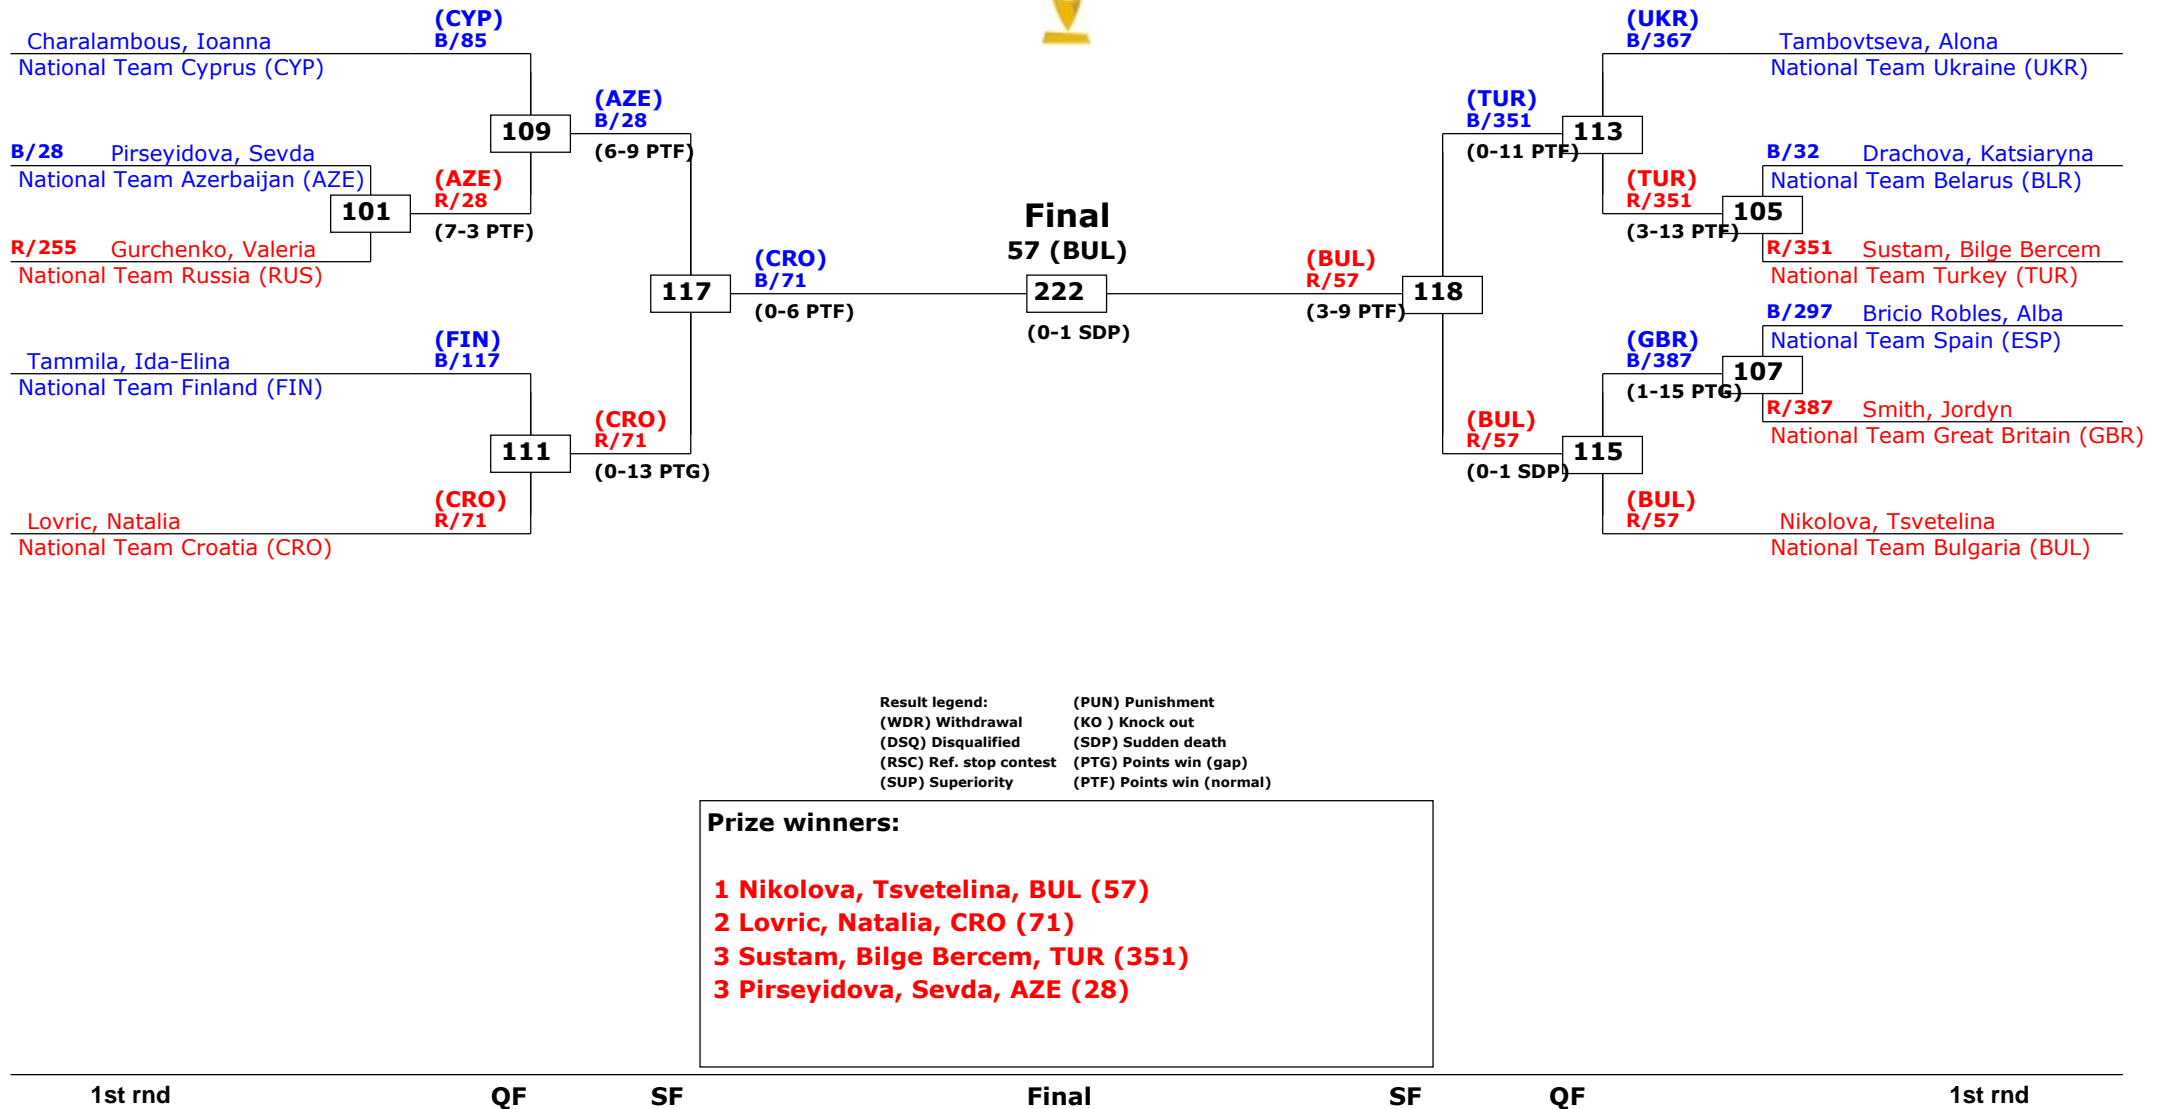 (CYP)
Charalambous, Ioanna B/85
National Team Cyprus (CYP)
(AZE)
B/28
109
(6-9 PTF)
B/28 Pirseyidova, Sevda
National Team Azerbaijan (AZE)
(AZE)
R/28
101
(7-3 PTF)
R/255 Gurchenko, Valeria
National Team Russia (RUS)
(CRO)
B/71
117
(0-6 PTF)
(FIN)
Tammila, Ida-Elina B/117
National Team Finland (FIN)
(CRO)
R/71
111
(0-13 PTG)
(CRO)
Lovric, Natalia R/71
National Team Croatia (CRO)
Final
57 (BUL)
222
(0-1 SDP)
(UKR)
B/367 Tambovtseva, Alona
National Team Ukraine (UKR)
(TUR)
B/351
113
(0-11 PTF)
B/32 Drachova, Katsiaryna
National Team Belarus (BLR)
(TUR)
R/351
105
(3-13 PTF)
R/351 Sustam, Bilge Bercem
National Team Turkey (TUR)
(BUL)
R/57
118
(3-9 PTF)
B/297 Bricio Robles, Alba
National Team Spain (ESP)
(GBR)
B/387
107
(1-15 PTG)
R/387 Smith, Jordyn
National Team Great Britain (GBR)
(BUL)
R/57
115
(0-1 SDP)
(BUL)
R/57 Nikolova, Tsvetelina
National Team Bulgaria (BUL)
Result legend: (PUN) Punishment
(WDR) Withdrawal (KO ) Knock out
(DSQ) Disqualified (SDP) Sudden death
(RSC) Ref. stop contest (PTG) Points win (gap)
(SUP) Superiority (PTF) Points win (normal)
Prize winners:
1 Nikolova, Tsvetelina, BUL (57)
2 Lovric, Natalia, CRO (71)
3 Sustam, Bilge Bercem, TUR (351)
3 Pirseyidova, Sevda, AZE (28)
1st rnd QF SF Final SF QF 1st rnd